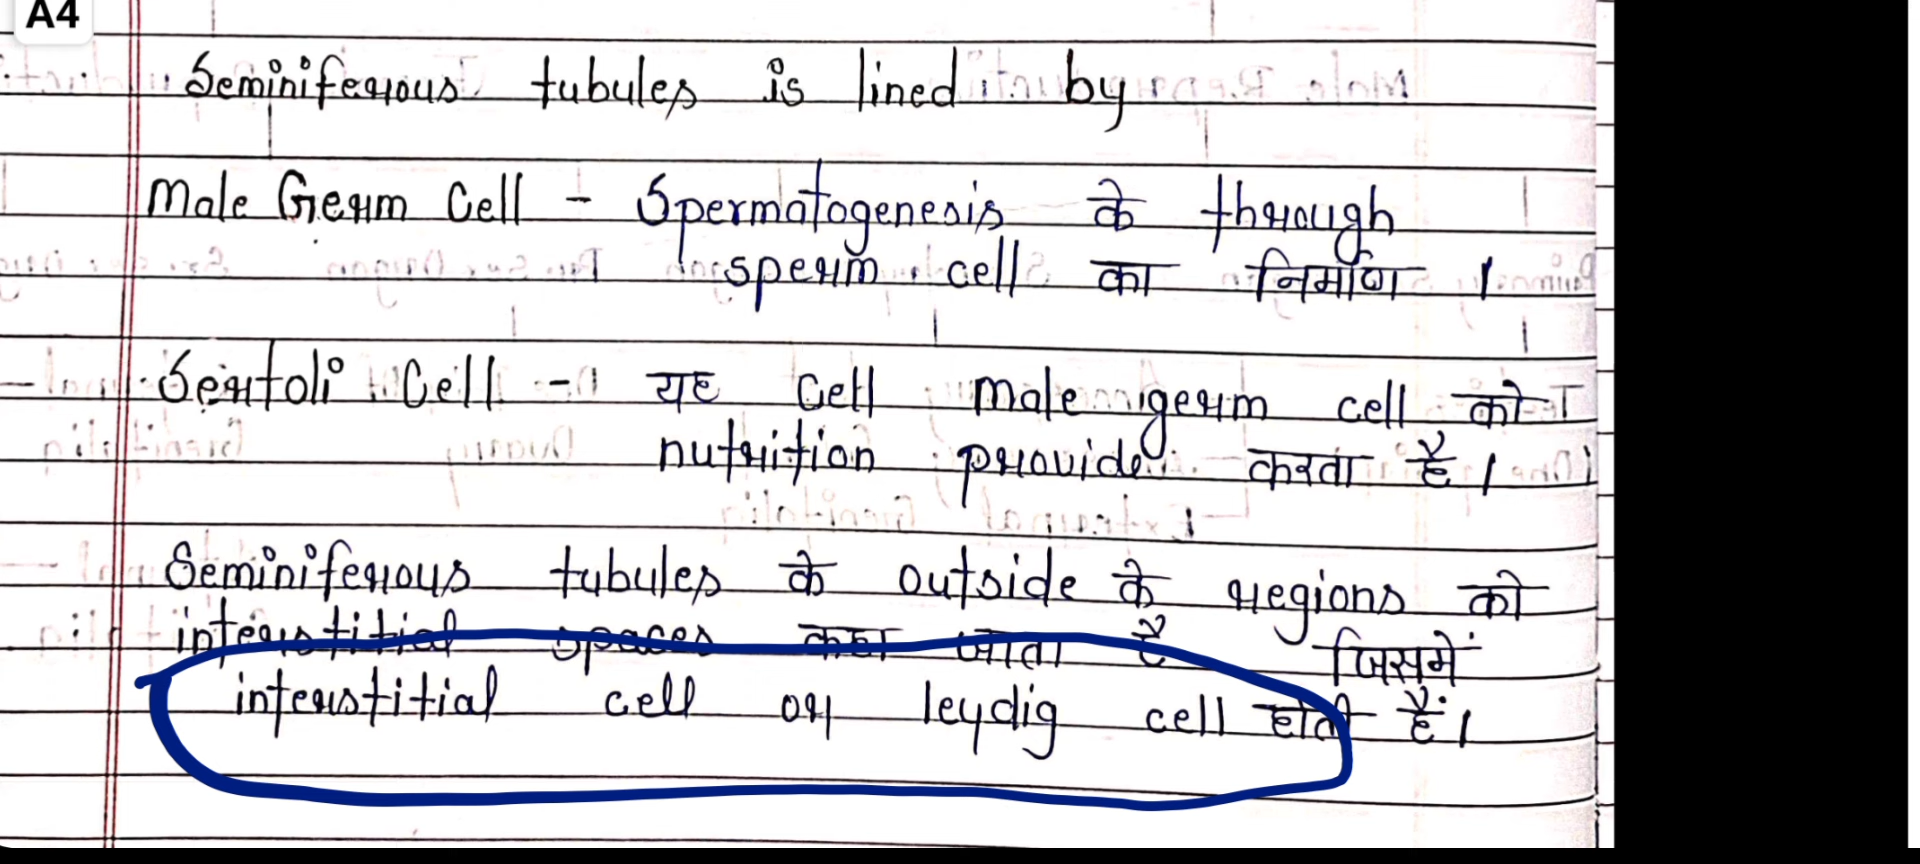 A4
Seminiferous tubules is lined by
Male Germ Cell - Spermatogenesis के through
sperm cell का निर्माण ।
Sertoli Cell - यह cell male germ cell को
nutrition provide करता है ।
Seminiferous tubules के outside के regions को
interstitial spaces कहा जाता है जिसमें
interstitial cell or leydig cell होती हैं ।